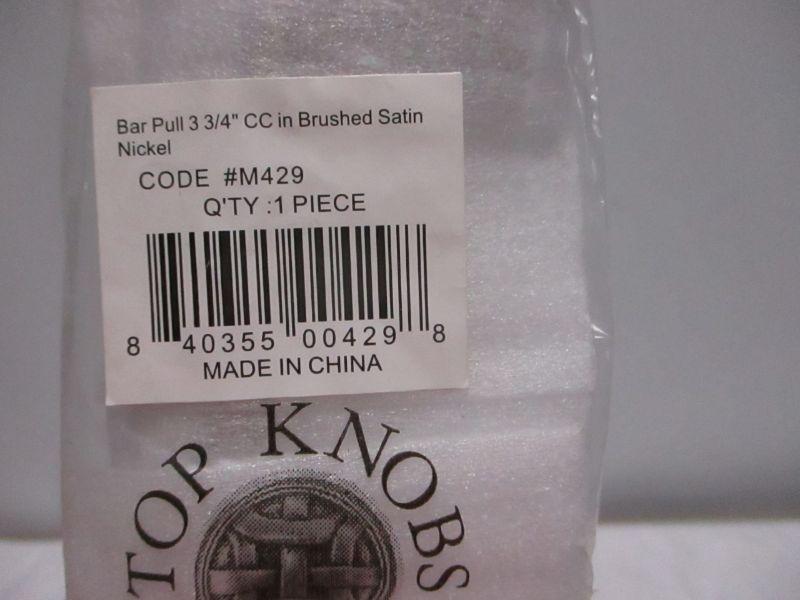 Bar Pull 3 3/4" CC in Brushed Satin
Nickel
CODE #M429
Q'TY :1 PIECE
8 40355 00429 8
MADE IN CHINA
TOP KNOBS